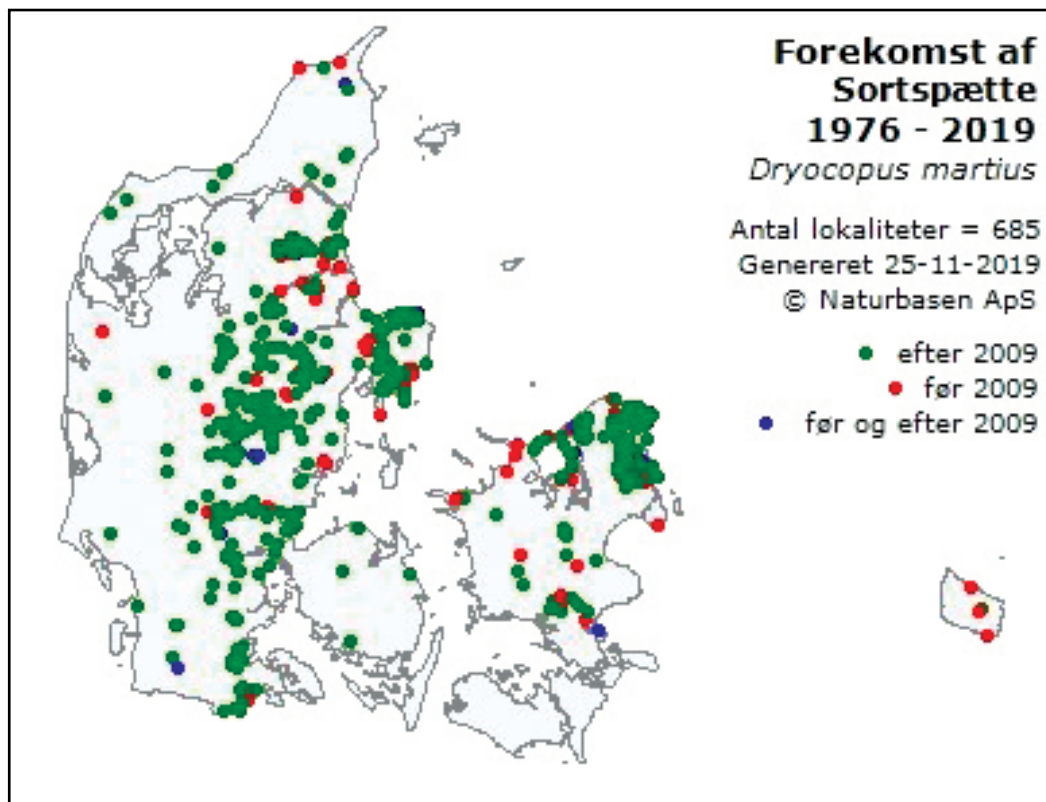 Forekomst af
Sortspætte
1976 - 2019
Dryocopus martius
Antal lokaliteter = 685
Genereret 25-11-2019
© Naturbasen ApS
efter 2009
før 2009
før og efter 2009